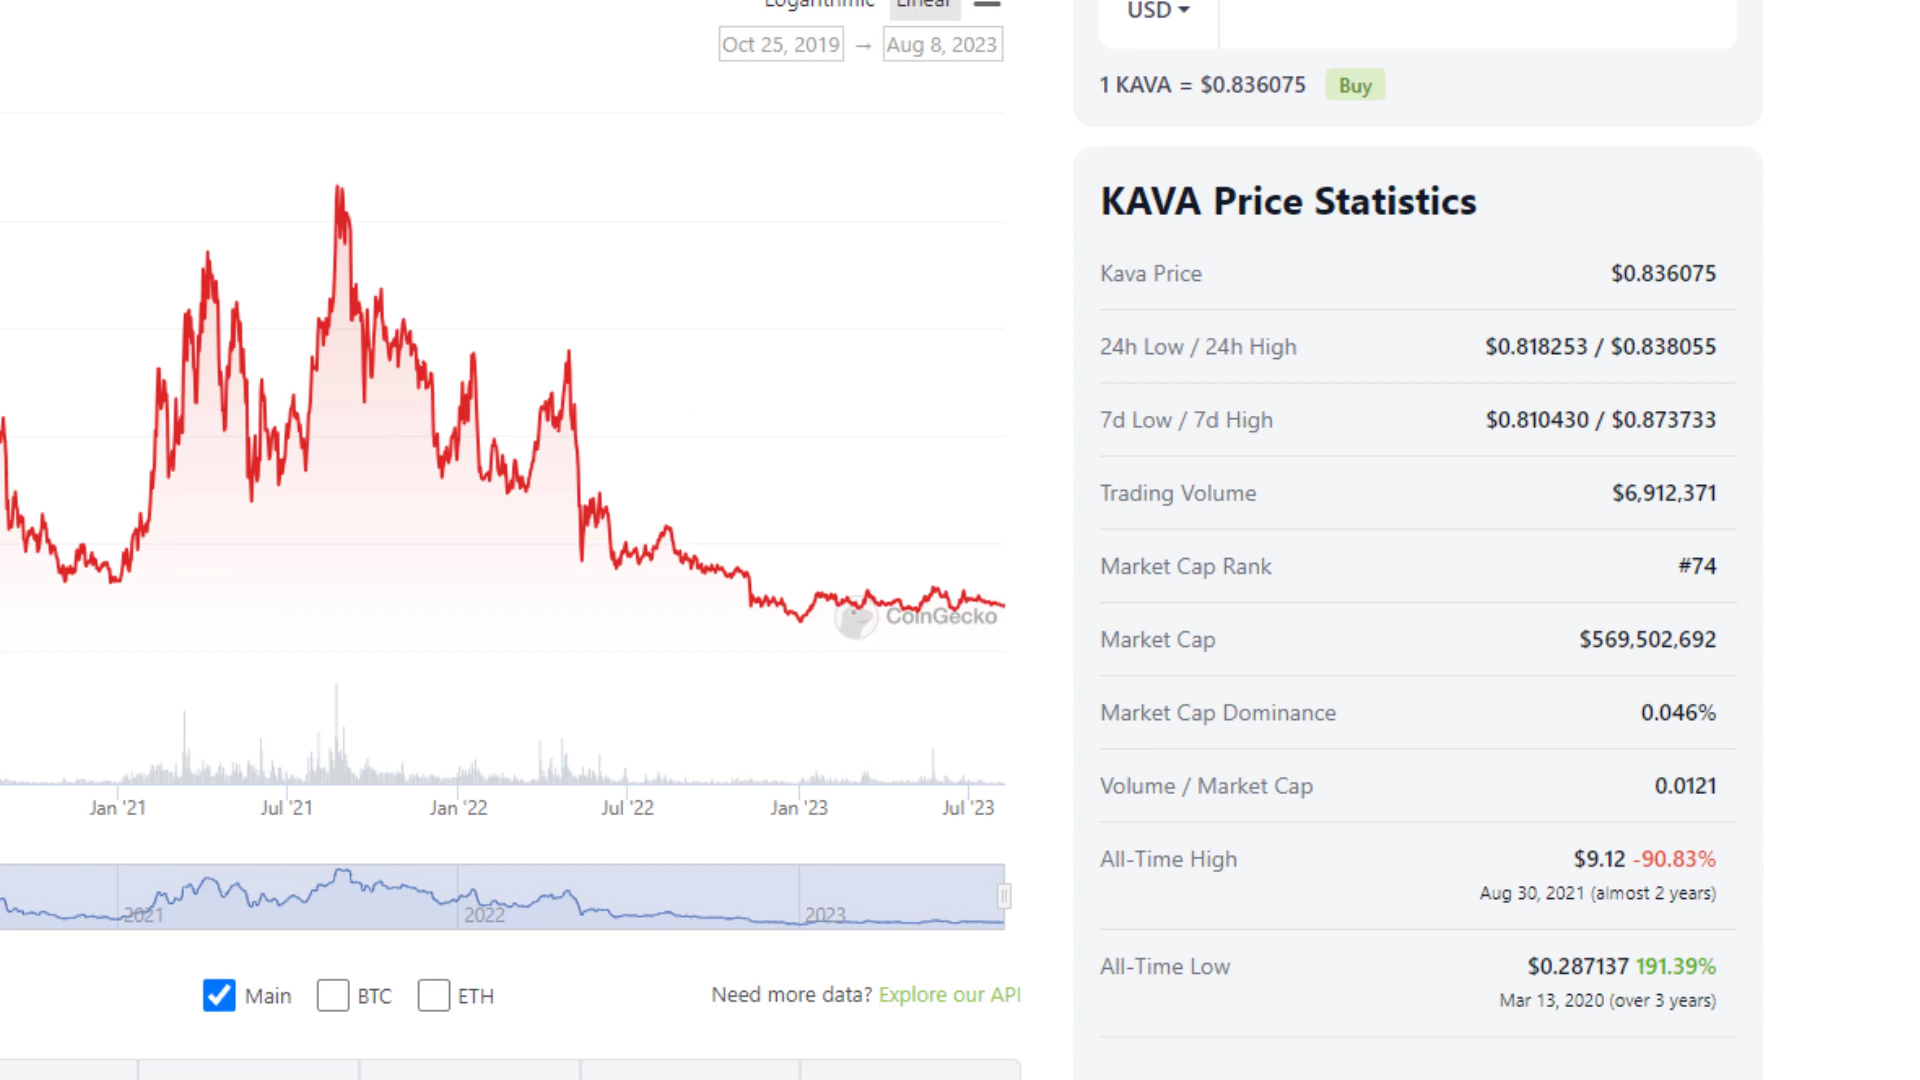 Logarithmic Linear
Oct 25, 2019 → Aug 8, 2023
CoinGecko
Jan '21 Jul '21 Jan '22 Jul '22 Jan '23 Jul '23
2021 2022 2023
Main BTC ETH
Need more data? Explore our API
USD
1 KAVA = $0.836075 Buy
KAVA Price Statistics
Kava Price $0.836075
24h Low / 24h High $0.818253 / $0.838055
7d Low / 7d High $0.810430 / $0.873733
Trading Volume $6,912,371
Market Cap Rank #74
Market Cap $569,502,692
Market Cap Dominance 0.046%
Volume / Market Cap 0.0121
All-Time High $9.12 -90.83%
Aug 30, 2021 (almost 2 years)
All-Time Low $0.287137 191.39%
Mar 13, 2020 (over 3 years)